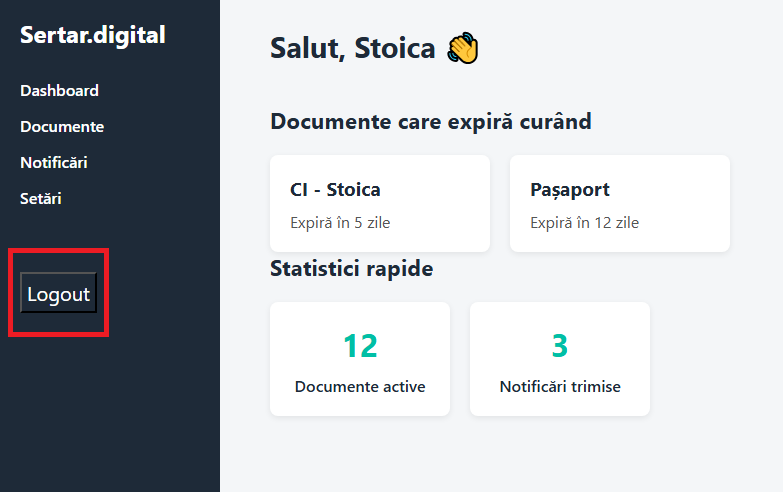 Sertar.digital
Dashboard
Documente
Notificări
Setări
Logout
Salut, Stoica 👋
Documente care expiră curând
CI - Stoica
Expiră în 5 zile
Pașaport
Expiră în 12 zile
Statistici rapide
12
Documente active
3
Notificări trimise